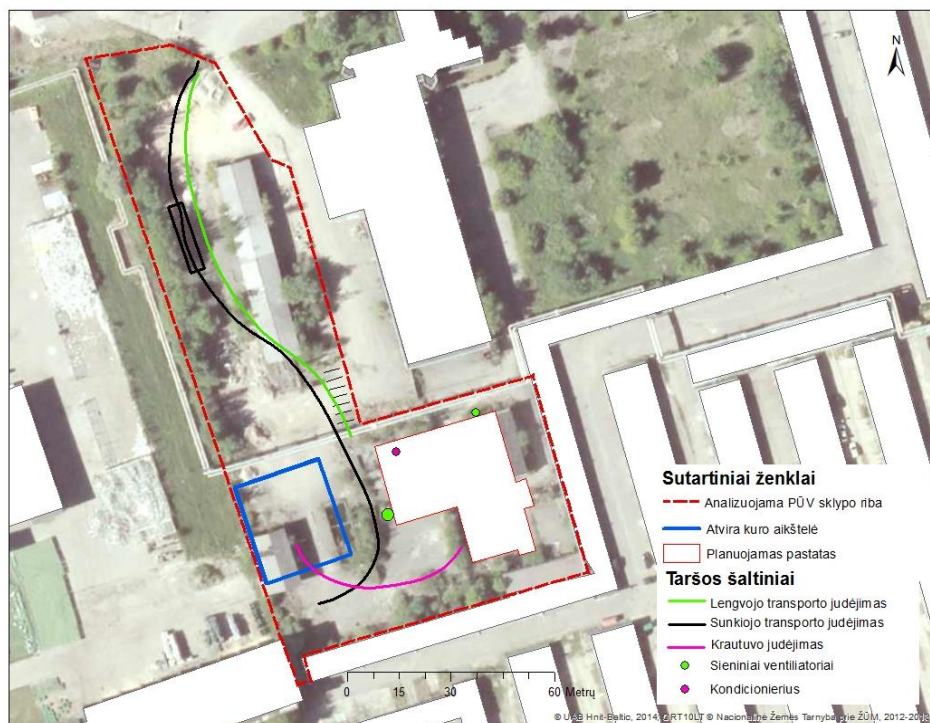 N
Sutartiniai ženklai
Analizuojama PŪV sklypo riba
Atvira kuro aikštelė
Planuojamas pastatas
Taršos šaltiniai
Lengvojo transporto judėjimas
Sunkiojo transporto judėjimas
Krautuvo judėjimas
Sieniniai ventiliatoriai
Kondicionierius
0 15 30 60 Metrų
© UAB Hnit-Baltic, 2014, ORT10LT © Nacionalinė Žemės Tarnyba prie ŽŪM, 2012-